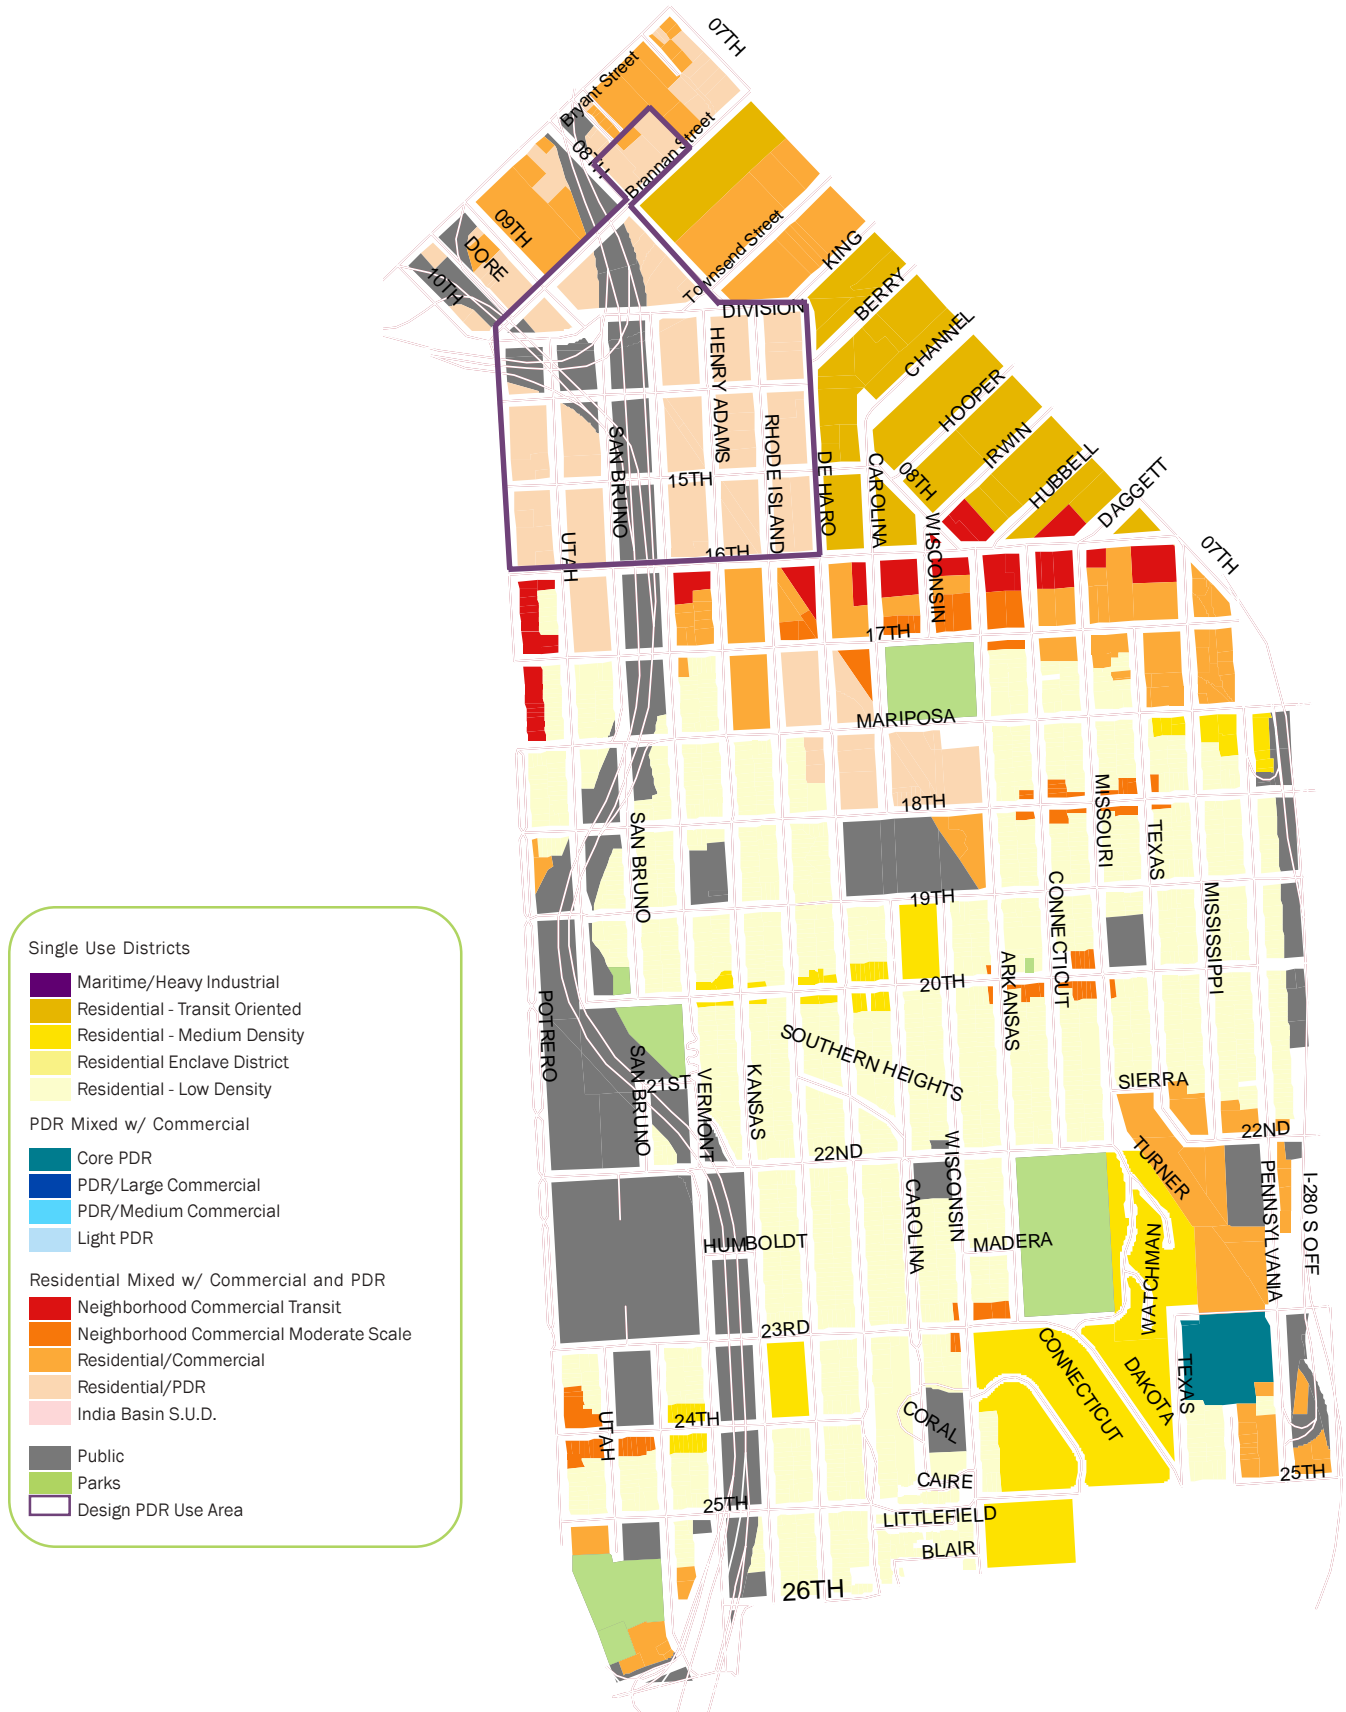 07TH
Bryant Street
08TH
Brannan Street
09TH
DORE
10TH
Townsend Street
KING
DIVISION
BERRY
HENRY ADAMS
CHANNEL
HOOPER
SAN BRUNO
RHODE ISLAND
IRWIN
DE HARO
CAROLINA
08TH
HUBBELL
DAGGETT
15TH
WISCONSIN
UTAH
16TH
07TH
17TH
MARIPOSA
18TH
MISSOURI
SAN BRUNO
TEXAS
19TH
CONNECTICUT
MISSISSIPPI
ARKANSAS
20TH
POTRERO
SOUTHERN HEIGHTS
SAN BRUNO
21ST
VERMONT
KANSAS
SIERRA
22ND
22ND
WISCONSIN
TURNER
PENNSYLVANIA
I-280 S OFF
CAROLINA
HUMBOLDT
MADERA
WATCHMAN
23RD
CONNECTICUT
DAKOTA
TEXAS
UTAH
24TH
CORAL
25TH
CAIRE
25TH
LITTLEFIELD
BLAIR
26TH
Single Use Districts
Maritime/Heavy Industrial
Residential - Transit Oriented
Residential - Medium Density
Residential Enclave District
Residential - Low Density
PDR Mixed w/ Commercial
Core PDR
PDR/Large Commercial
PDR/Medium Commercial
Light PDR
Residential Mixed w/ Commercial and PDR
Neighborhood Commercial Transit
Neighborhood Commercial Moderate Scale
Residential/Commercial
Residential/PDR
India Basin S.U.D.
Public
Parks
Design PDR Use Area